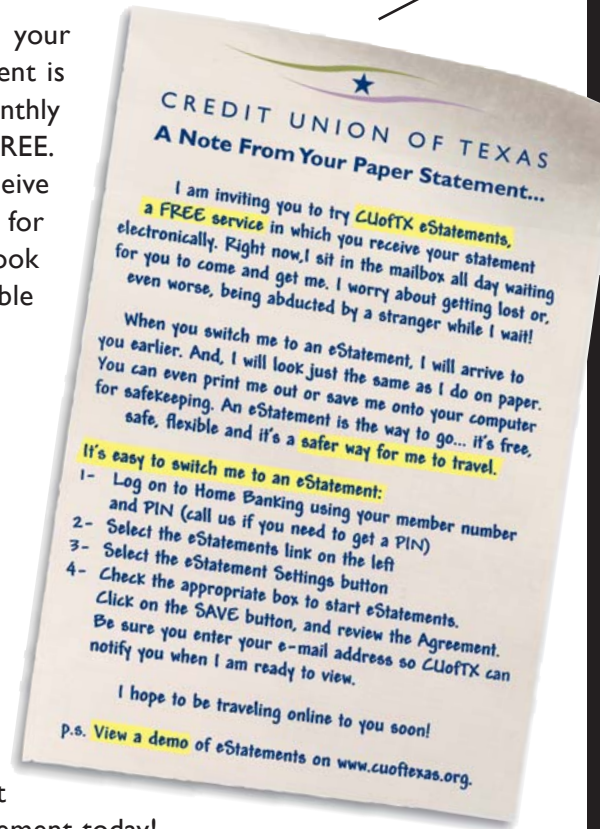 your
ent is
nthly
REE.
eive
for
ook
ble
CREDIT UNION OF TEXAS
A Note From Your Paper Statement...
I am inviting you to try CUofTX eStatements,
a FREE service in which you receive your statement
electronically. Right now,I sit in the mailbox all day waiting
for you to come and get me. I worry about getting lost or,
even worse, being abducted by a stranger while I wait!
When you switch me to an eStatement, I will arrive to
you earlier. And, I will look just the same as I do on paper.
You can even print me out or save me onto your computer
for safekeeping. An eStatement is the way to go... it's free,
safe, flexible and it's a safer way for me to travel.
It's easy to switch me to an eStatement:
1- Log on to Home Banking using your member number
and PIN (call us if you need to get a PIN)
2- Select the eStatements link on the left
3- Select the eStatement Settings button
4- Check the appropriate box to start eStatements.
Click on the SAVE button, and review the Agreement.
Be sure you enter your e-mail address so CUofTX can
notify you when I am ready to view.
I hope to be traveling online to you soon!
p.s. View a demo of eStatements on www.cuoftexas.org.
t
ement today!